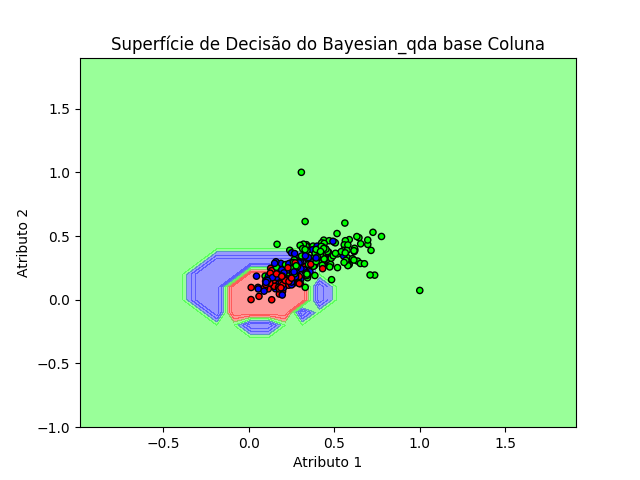 Superfície de Decisão do Bayesian_qda base Coluna
1.5
1.0
0.5
0.0
−0.5
−1.0
Atributo 2
−0.5 0.0 0.5 1.0 1.5
Atributo 1